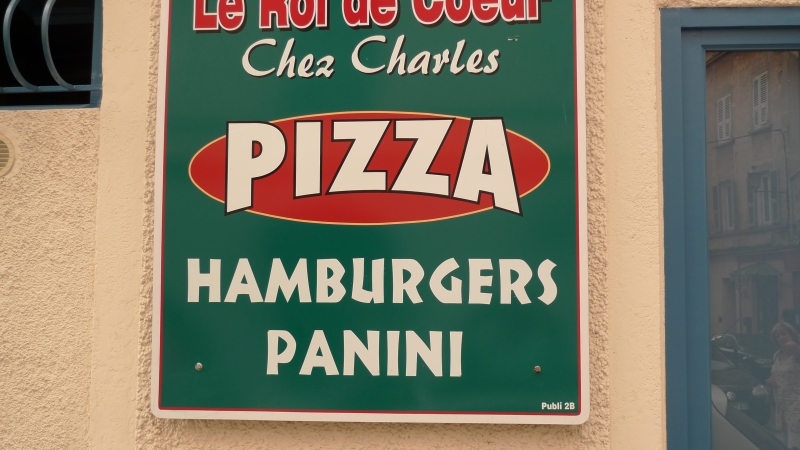 Le Roi de Coeur
Chez Charles
PIZZA
HAMBURGERS
PANINI
Publi 2B